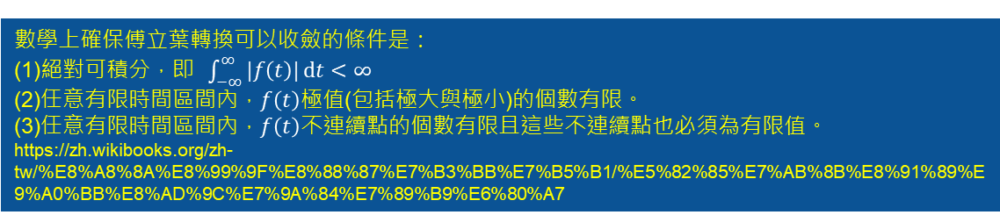 數學上確保傅立葉轉換可以收斂的條件是：
(1)絕對可積分，即 ∫_{-∞}^{∞} |f(t)| dt < ∞
(2)任意有限時間區間內，f(t)極值(包括極大與極小)的個數有限。
(3)任意有限時間區間內，f(t)不連續點的個數有限且這些不連續點也必須為有限值。
https://zh.wikibooks.org/zh-
tw/%E8%A8%8A%E8%99%9F%E8%88%87%E7%B3%BB%E7%B5%B1/%E5%82%85%E7%AB%8B%E8%91%89%E
9%A0%BB%E8%AD%9C%E7%9A%84%E7%89%B9%E6%80%A7